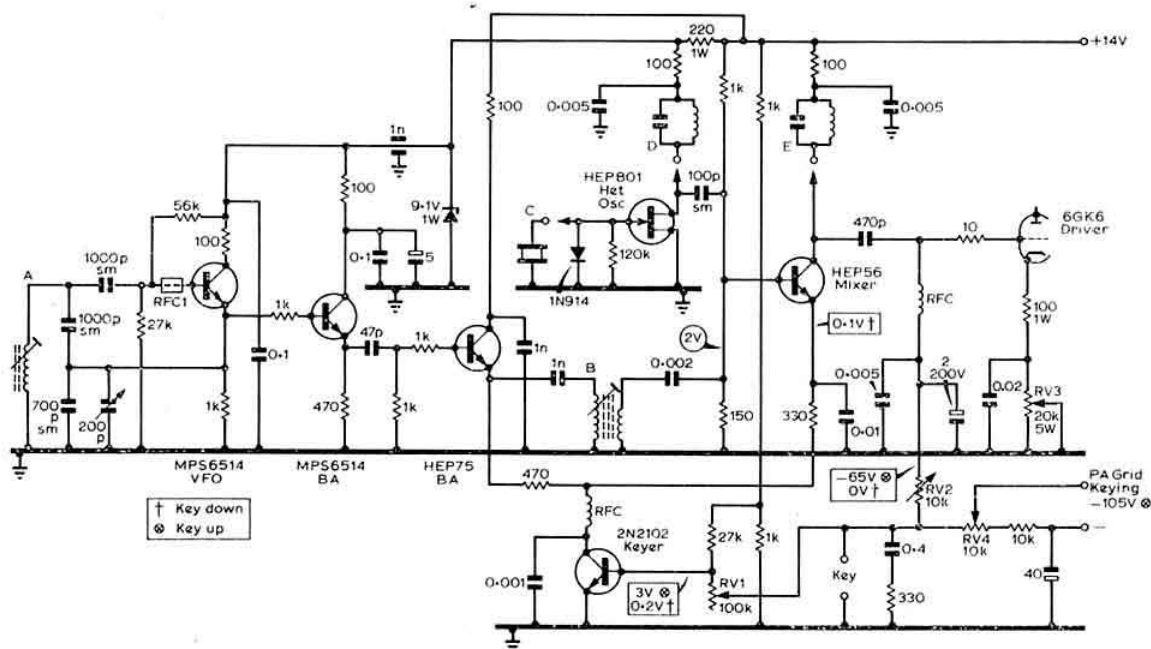 220
1W
+14V
100
1k
1k
100
0·005
0·005
100
1n
D
E
HEP801
Het
Osc
100p
sm
100
9·1V
1W
C
470p
6GK6
Driver
56k
100
1000p
sm
A
0·1
5
120k
1N914
HEP56
Mixer
10
RFC1
1k
RFC
100
1W
1000p
sm
27k
47p
1k
2V
0·1V †
0·1
1n
1n
B
0·002
0·005
2
200V
0.02
RV3
20k
5W
700
p
sm
200
p
1k
470
1k
150
330
0·01
MPS6514
VFO
MPS6514
BA
HEP75
BA
470
−65V ⊗
0V †
RV2
10k
PA Grid
Keying
−105V ⊗
† Key down
⊗ Key up
RFC
2N2102
Keyer
27k
1k
RV4
10k
10k
−
0·001
3V ⊗
0·2V †
RV1
100k
Key
0·4
330
40